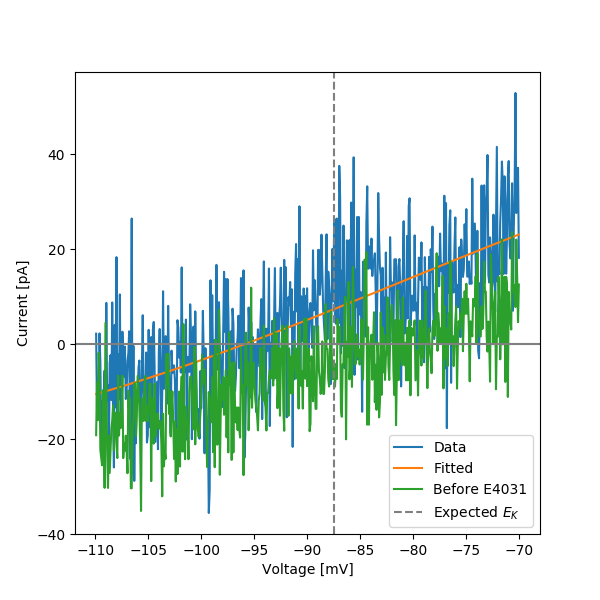 Current [pA]
40
20
0
−20
−40
−110
−105
−100
−95
−90
−85
−80
−75
−70
Voltage [mV]
Data
Fitted
Before E4031
Expected E_K